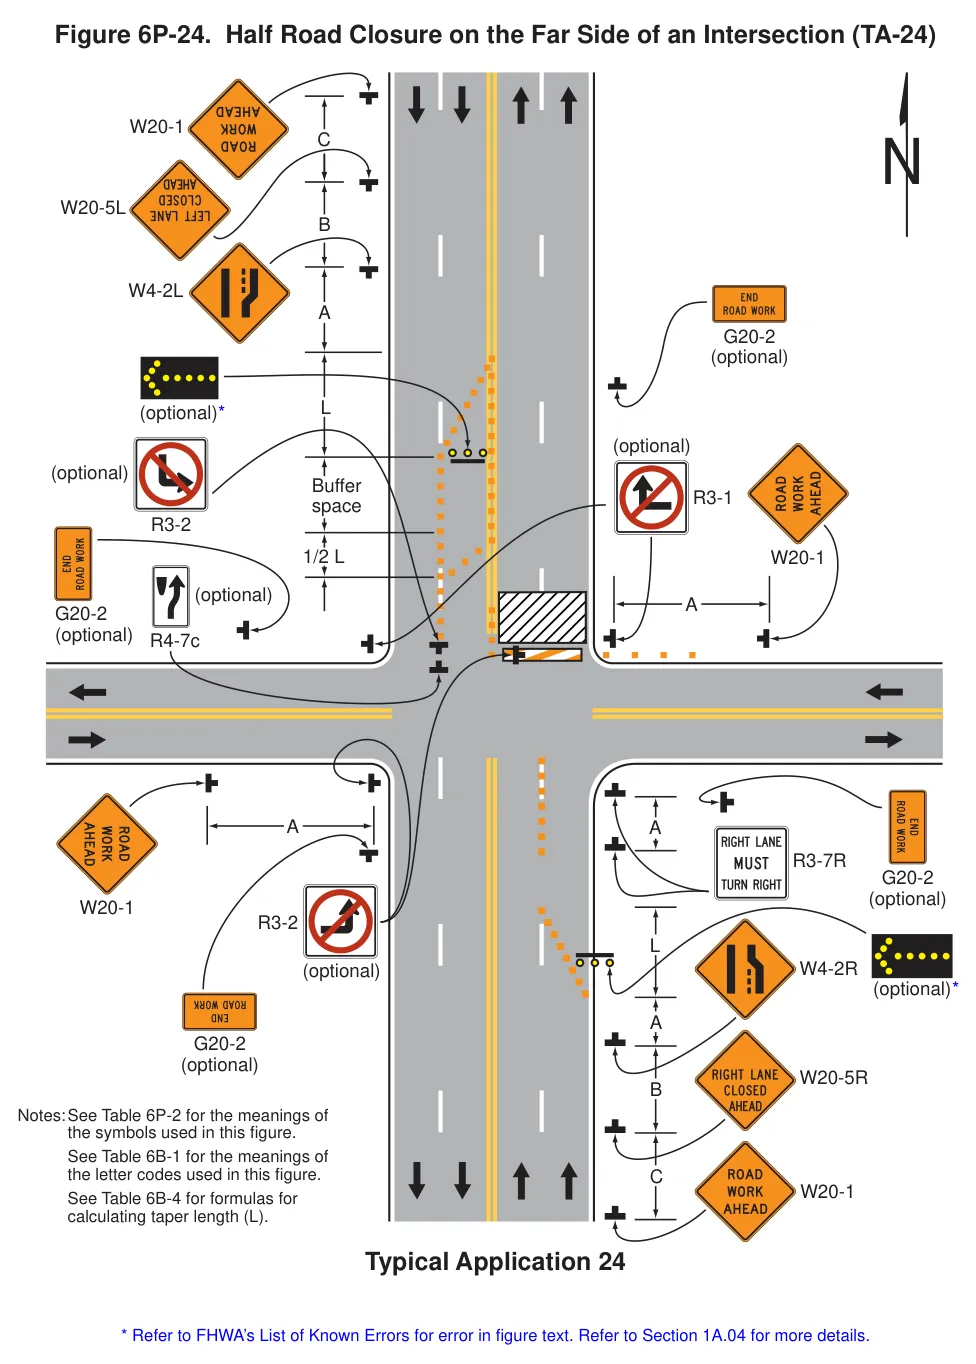 Figure 6P-24. Half Road Closure on the Far Side of an Intersection (TA-24)
W20-1
ROAD
WORK
AHEAD
C
W20-5L
LEFT LANE
CLOSED
AHEAD
B
W4-2L
A
N
END
ROAD WORK
G20-2
(optional)
(optional)*
L
(optional)
R3-2
Buffer
space
1/2 L
(optional)
R3-1
ROAD
WORK
AHEAD
W20-1
A
END
ROAD WORK
G20-2
(optional)
(optional)
R4-7c
ROAD
WORK
AHEAD
W20-1
A
R3-2
(optional)
END
ROAD WORK
G20-2
(optional)
A
RIGHT LANE
MUST
TURN RIGHT
R3-7R
END
ROAD WORK
G20-2
(optional)
L
W4-2R
(optional)*
A
RIGHT LANE
CLOSED
AHEAD
W20-5R
B
ROAD
WORK
AHEAD
W20-1
C
Notes: See Table 6P-2 for the meanings of
the symbols used in this figure.
See Table 6B-1 for the meanings of
the letter codes used in this figure.
See Table 6B-4 for formulas for
calculating taper length (L).
Typical Application 24
* Refer to FHWA's List of Known Errors for error in figure text. Refer to Section 1A.04 for more details.